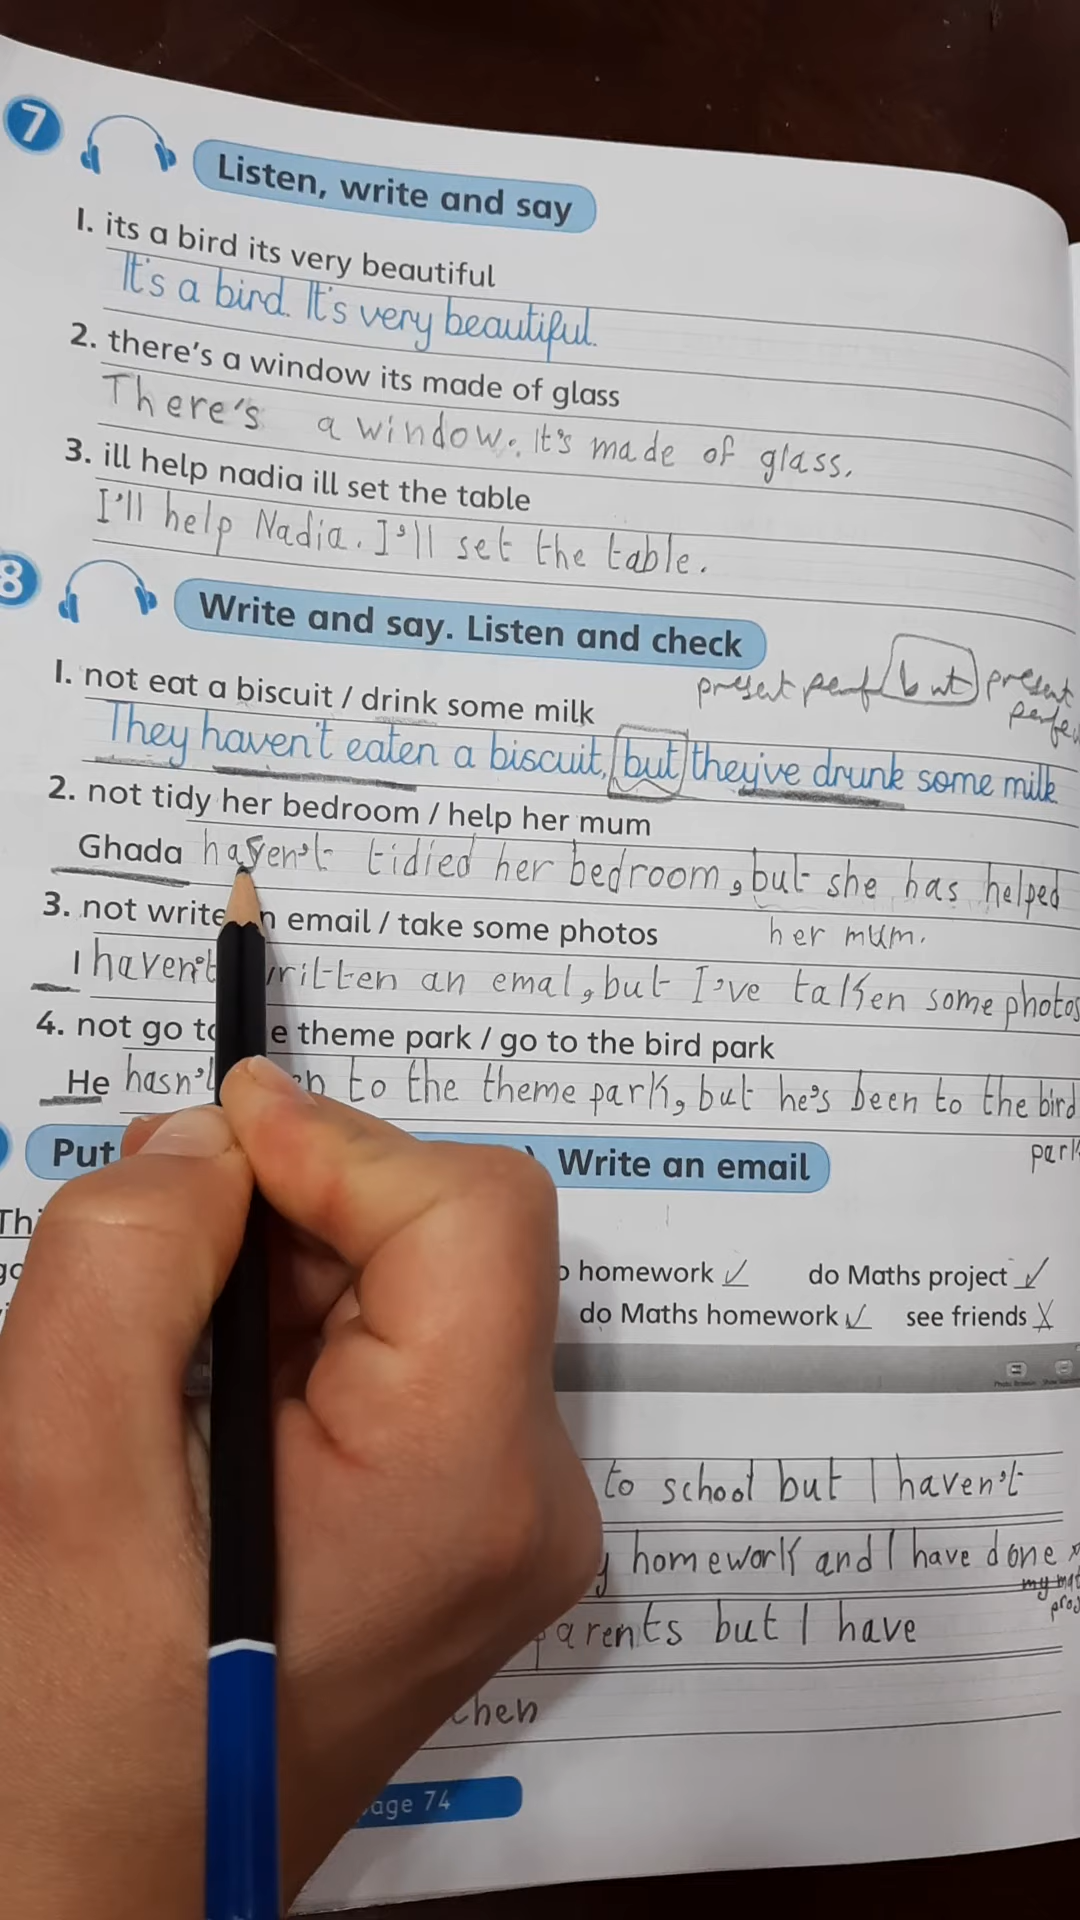 7
Listen, write and say
1. its a bird its very beautiful
It's a bird. It's very beautiful.
2. there's a window its made of glass
There's a window. It's made of glass.
3. ill help nadia ill set the table
I'll help Nadia. I'll set the table.
8
Write and say. Listen and check
present perf but present perfe
1. not eat a biscuit / drink some milk
They haven't eaten a biscuit, but they've drunk some milk
2. not tidy her bedroom / help her mum
Ghada tidied her bedroom, but she has helped
her mum.
3. not write email / take some photos
I haven't an emal, but I've taken some photos
4. not go theme park / go to the bird park
He to the theme park, but he's been to the bird
park
Put Write an email
homework ✓ do Maths project ✓
do Maths homework ✓ see friends X
to school but I haven't
homework and I have done
my
parents but I have
74